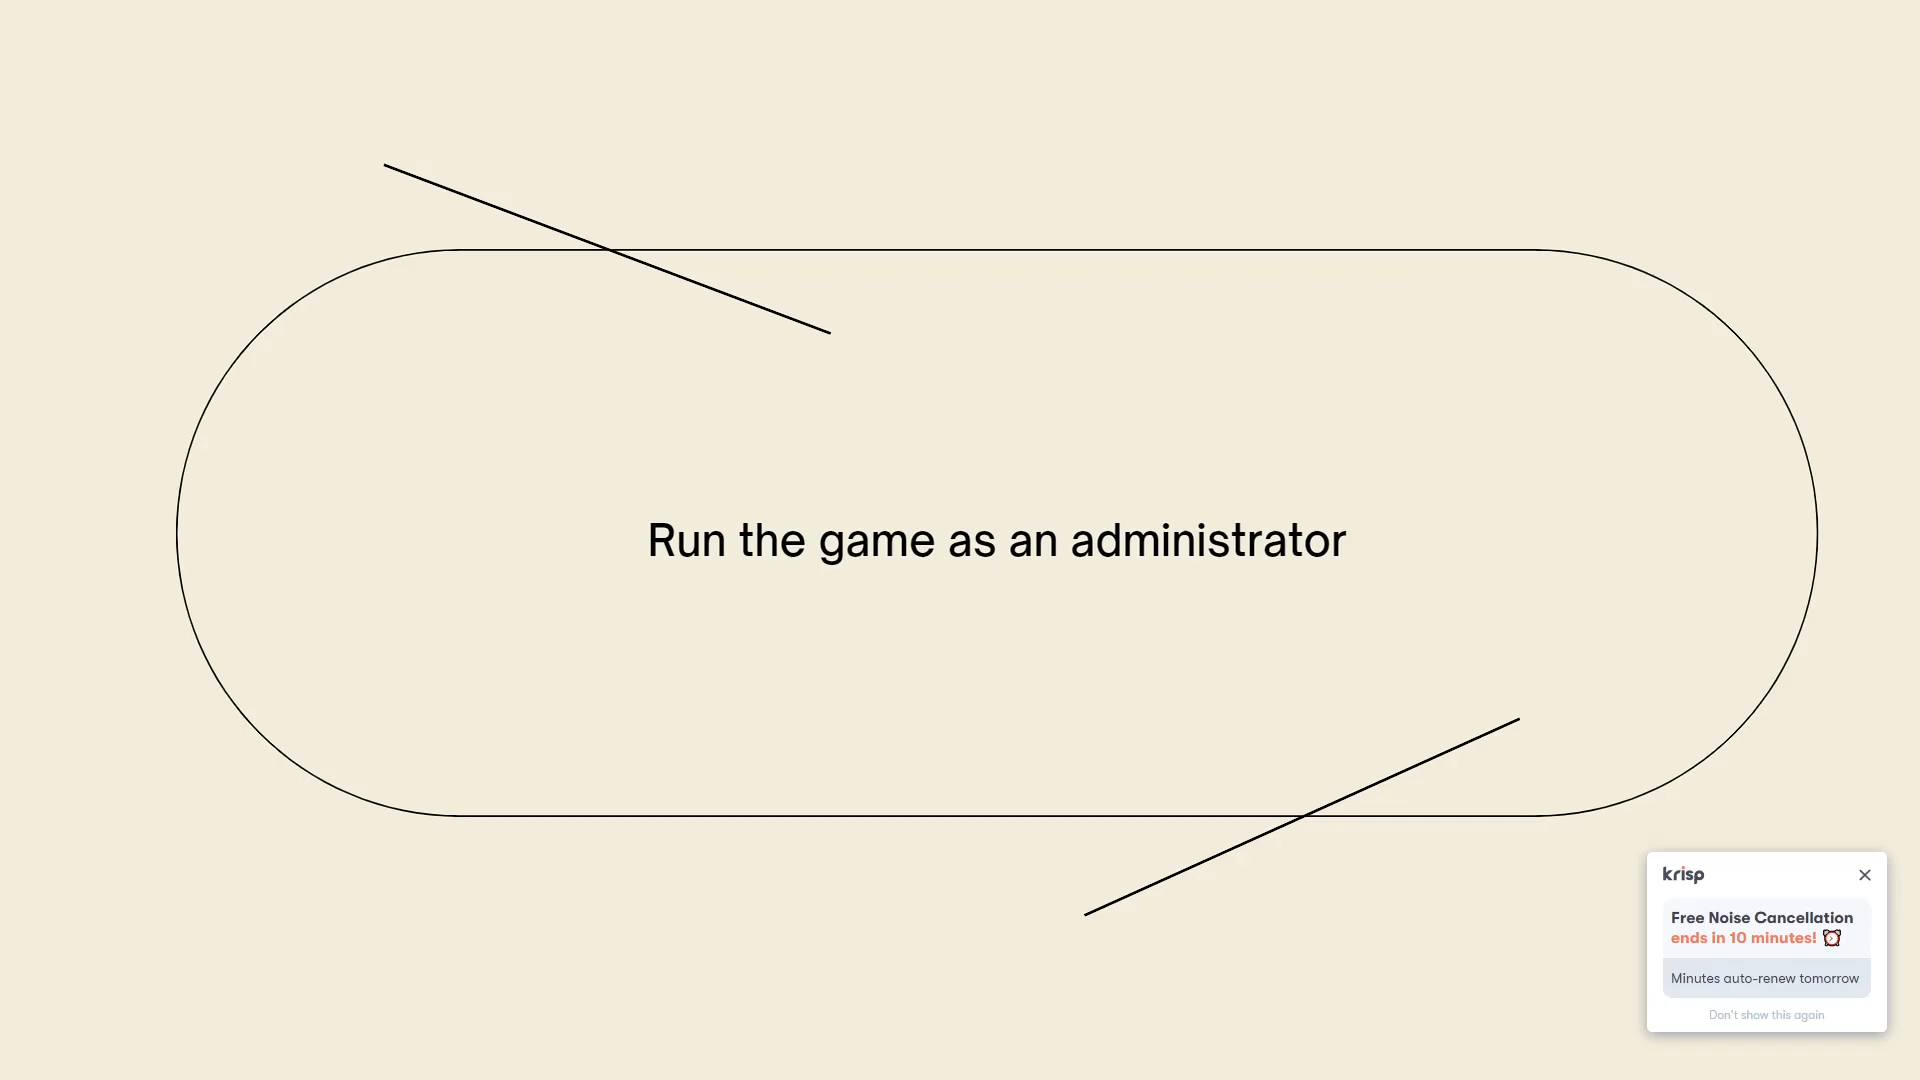 Run the game as an administrator
krisp
Free Noise Cancellation
ends in 10 minutes!
Minutes auto-renew tomorrow
Don't show this again